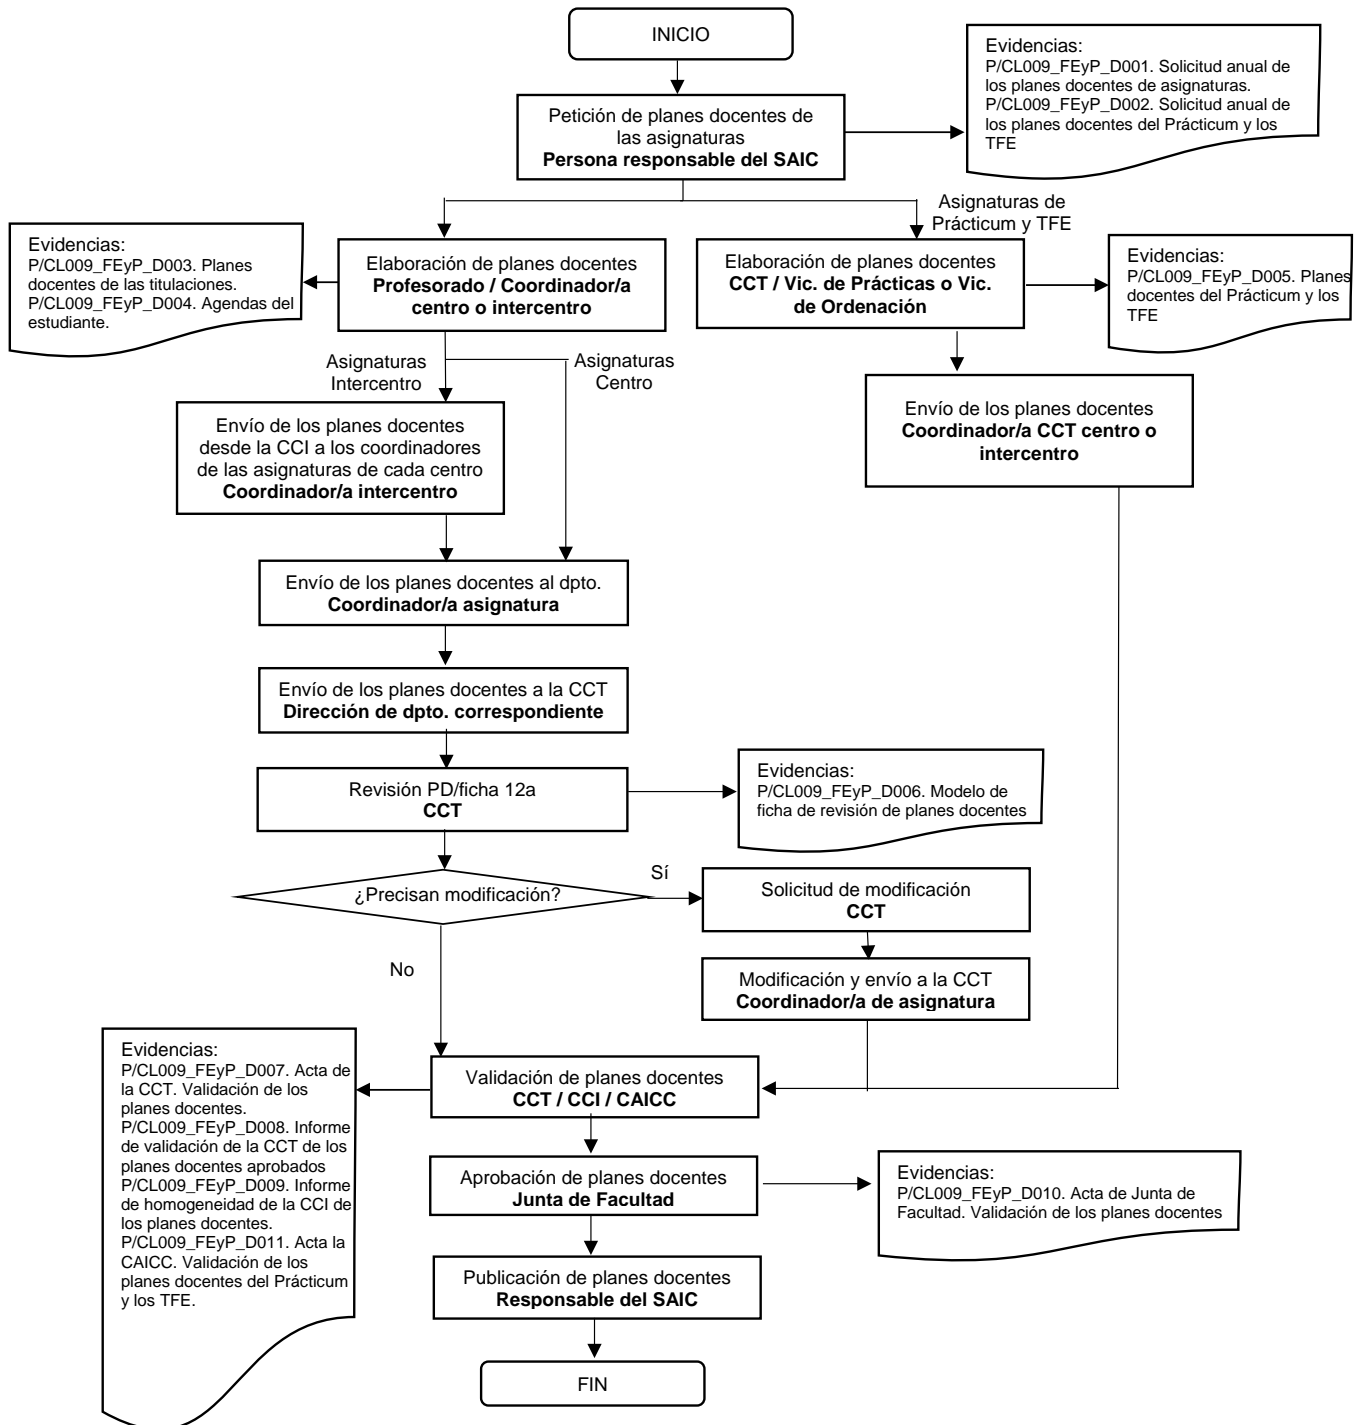 INICIO
Evidencias:
P/CL009_FEyP_D001. Solicitud anual de
los planes docentes de asignaturas.
P/CL009_FEyP_D002. Solicitud anual de
los planes docentes del Prácticum y los
TFE
Petición de planes docentes de
las asignaturas
Persona responsable del SAIC
Asignaturas de
Prácticum y TFE
Evidencias:
P/CL009_FEyP_D003. Planes
docentes de las titulaciones.
P/CL009_FEyP_D004. Agendas del
estudiante.
Elaboración de planes docentes
Profesorado / Coordinador/a
centro o intercentro
Elaboración de planes docentes
CCT / Vic. de Prácticas o Vic.
de Ordenación
Evidencias:
P/CL009_FEyP_D005. Planes
docentes del Prácticum y los
TFE
Asignaturas
Intercentro
Asignaturas
Centro
Envío de los planes docentes
desde la CCI a los coordinadores
de las asignaturas de cada centro
Coordinador/a intercentro
Envío de los planes docentes
Coordinador/a CCT centro o
intercentro
Envío de los planes docentes al dpto.
Coordinador/a asignatura
Envío de los planes docentes a la CCT
Dirección de dpto. correspondiente
Revisión PD/ficha 12a
CCT
Evidencias:
P/CL009_FEyP_D006. Modelo de
ficha de revisión de planes docentes
¿Precisan modificación?
Sí
Solicitud de modificación
CCT
No
Modificación y envío a la CCT
Coordinador/a de asignatura
Evidencias:
P/CL009_FEyP_D007. Acta de
la CCT. Validación de los
planes docentes.
P/CL009_FEyP_D008. Informe
de validación de la CCT de los
planes docentes aprobados
P/CL009_FEyP_D009. Informe
de homogeneidad de la CCI de
los planes docentes.
P/CL009_FEyP_D011. Acta la
CAICC. Validación de los
planes docentes del Prácticum
y los TFE.
Validación de planes docentes
CCT / CCI / CAICC
Aprobación de planes docentes
Junta de Facultad
Evidencias:
P/CL009_FEyP_D010. Acta de Junta de
Facultad. Validación de los planes docentes
Publicación de planes docentes
Responsable del SAIC
FIN